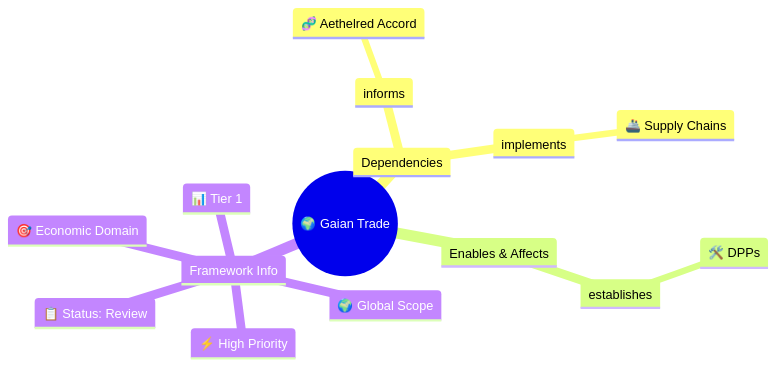 🧬 Aethelred Accord
informs
🚢 Supply Chains
implements
Dependencies
📊 Tier 1
🌍 Gaian Trade
🎯 Economic Domain
Enables & Affects
🛠️ DPPs
Framework Info
establishes
🌍 Global Scope
📋 Status: Review
⚡ High Priority